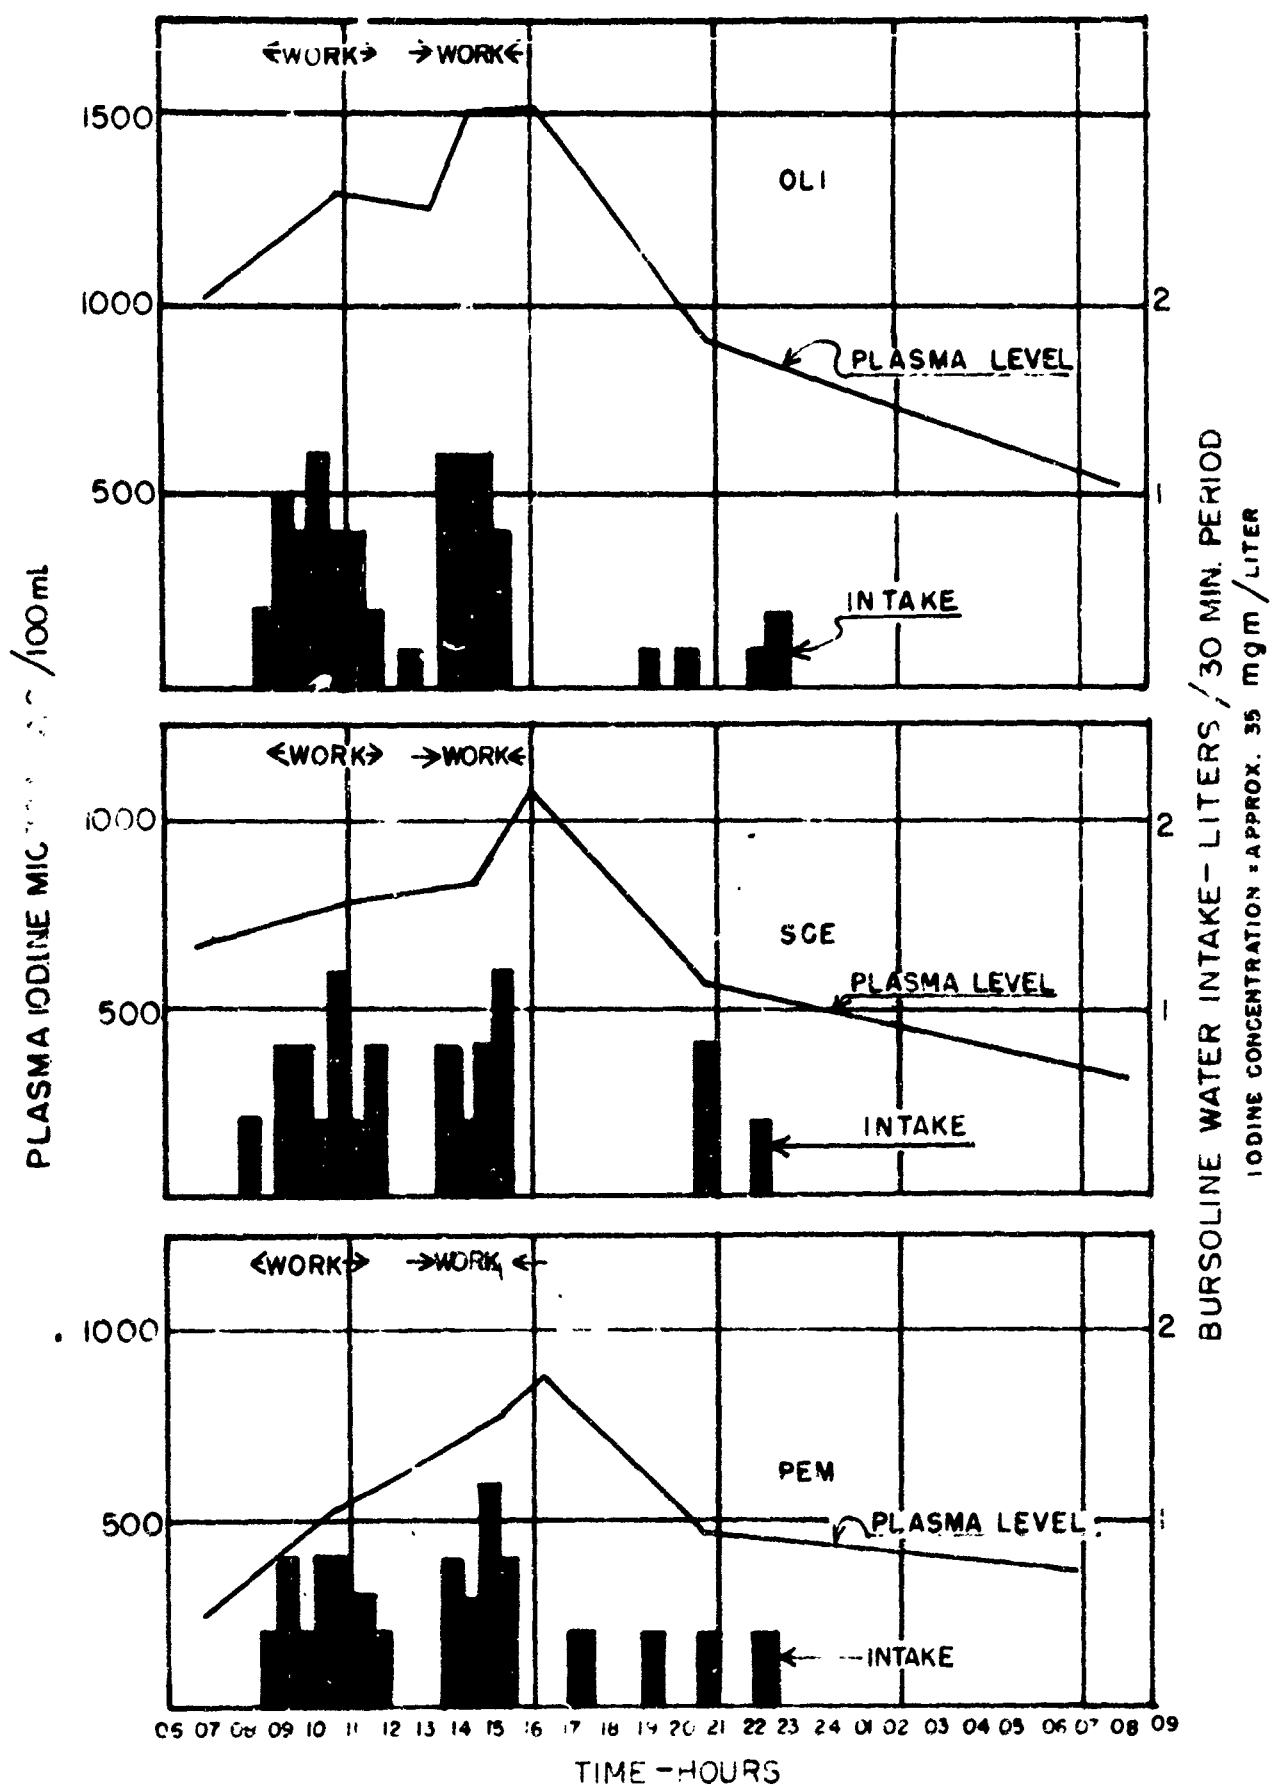 ←WORK→ →WORK←
1500
OLI
1000
2
PLASMA LEVEL
500
1
INTAKE
←WORK→ →WORK←
1000
2
SCE
PLASMA LEVEL
500
1
INTAKE
←WORK→ →WORK←
1000
2
PEM
500
PLASMA LEVEL
1
INTAKE
07 08 09 10 11 12 13 14 15 16 17 18 19 20 21 22 23 24 01 02 03 04 05 06 07 08 09
TIME-HOURS
PLASMA IODINE /100ml
BURSOLINE WATER INTAKE-LITERS/30 MIN. PERIOD
IODINE CONCENTRATION = APPROX. 35 mgm/LITER